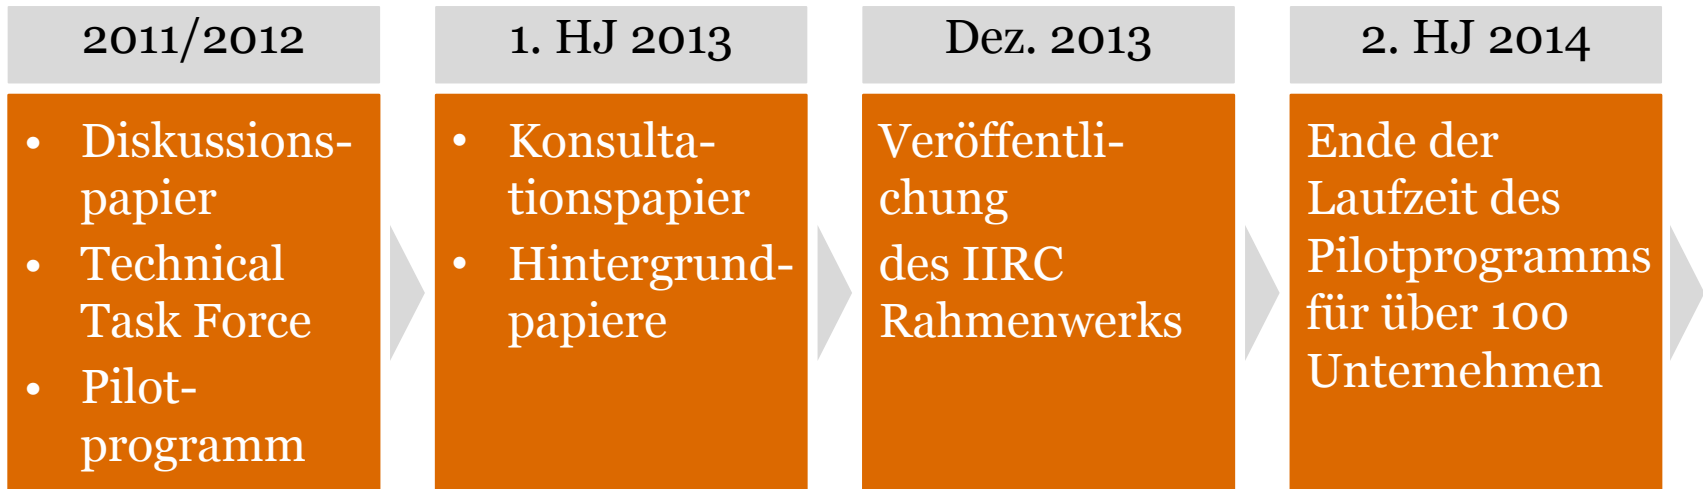 2011/2012
• Diskussions-
papier
• Technical
Task Force
• Pilot-
programm
1. HJ 2013
• Konsulta-
tionspapier
• Hintergrund-
papiere
Dez. 2013
Veröffentli-
chung
des IIRC
Rahmenwerks
2. HJ 2014
Ende der
Laufzeit des
Pilotprogramms
für über 100
Unternehmen